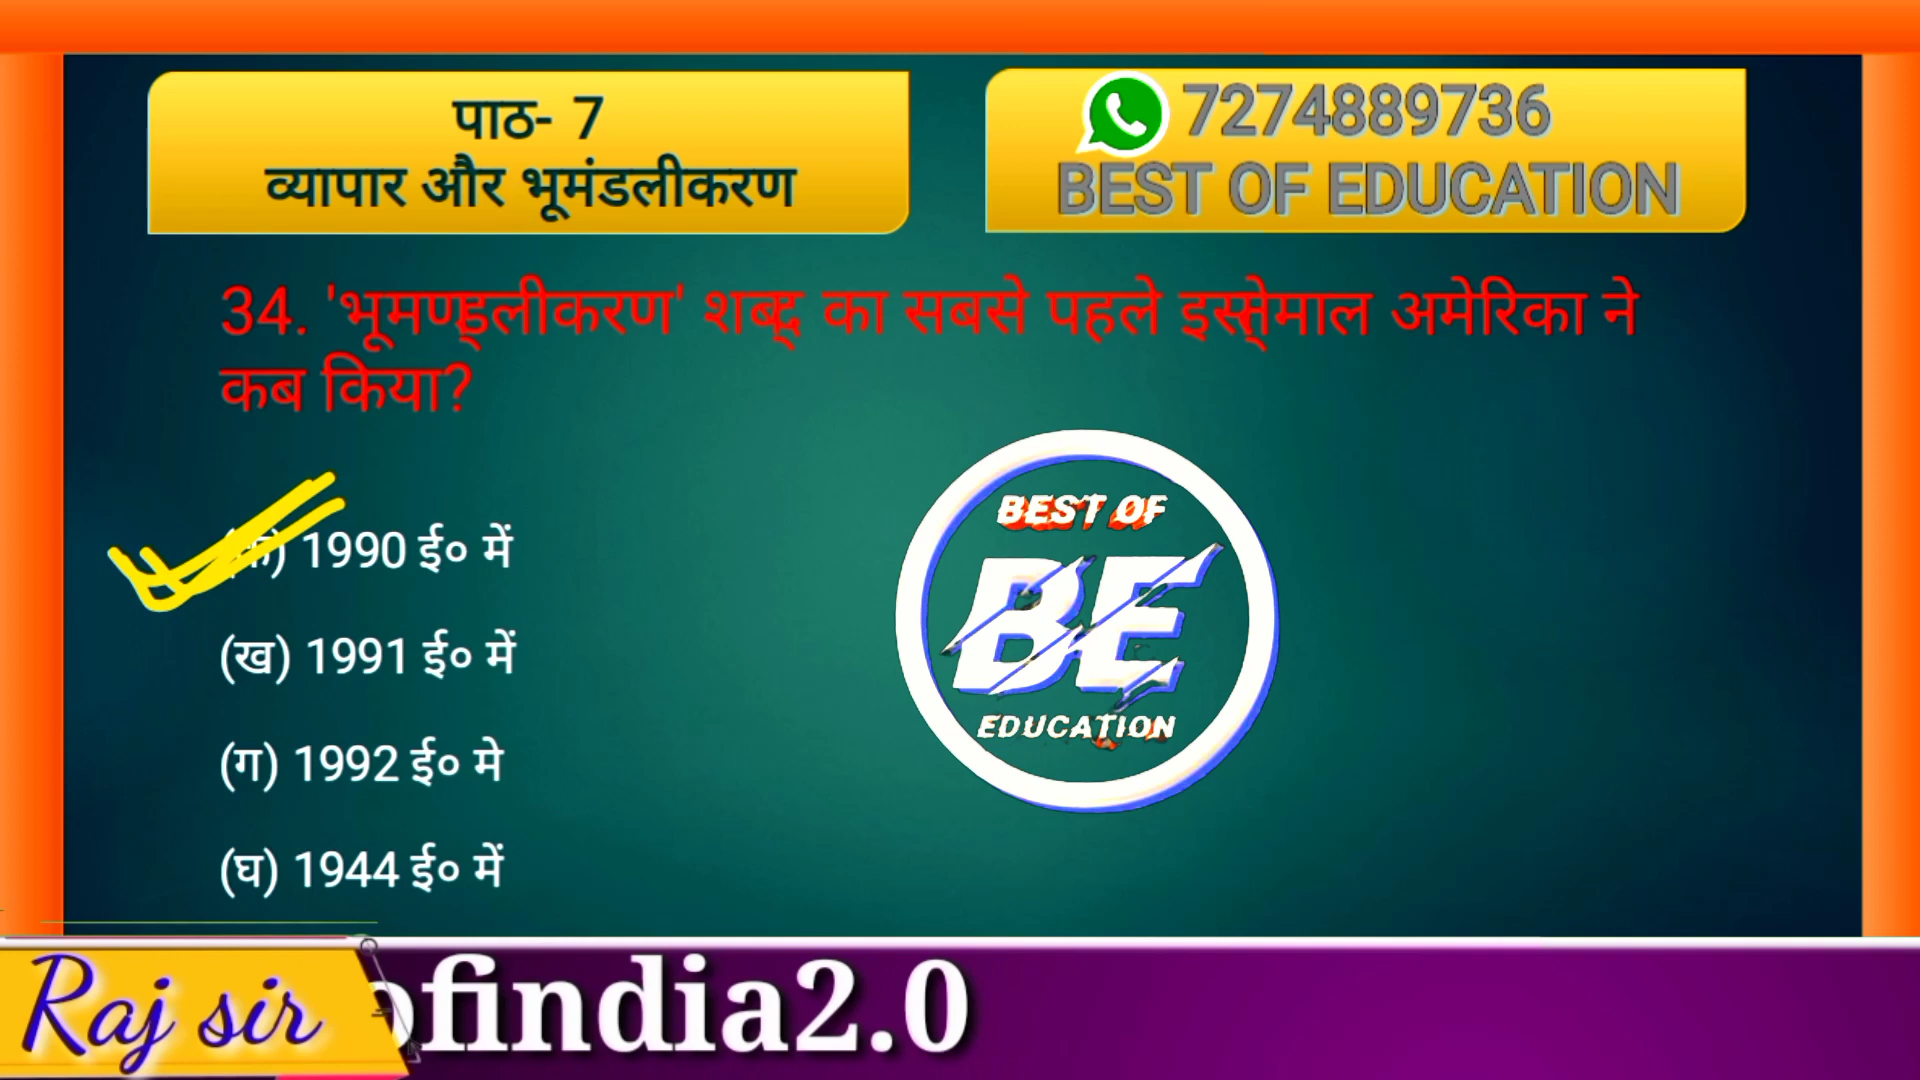 पाठ- 7
व्यापार और भूमंडलीकरण
7274889736
BEST OF EDUCATION
34. 'भूमण्डलीकरण' शब्द का सबसे पहले इस्तेमाल अमेरिका ने
कब किया?
(क) 1990 ई० में
(ख) 1991 ई० में
(ग) 1992 ई० मे
(घ) 1944 ई० में
BEST OF
BE
EDUCATION
Raj sir
ofindia2.0